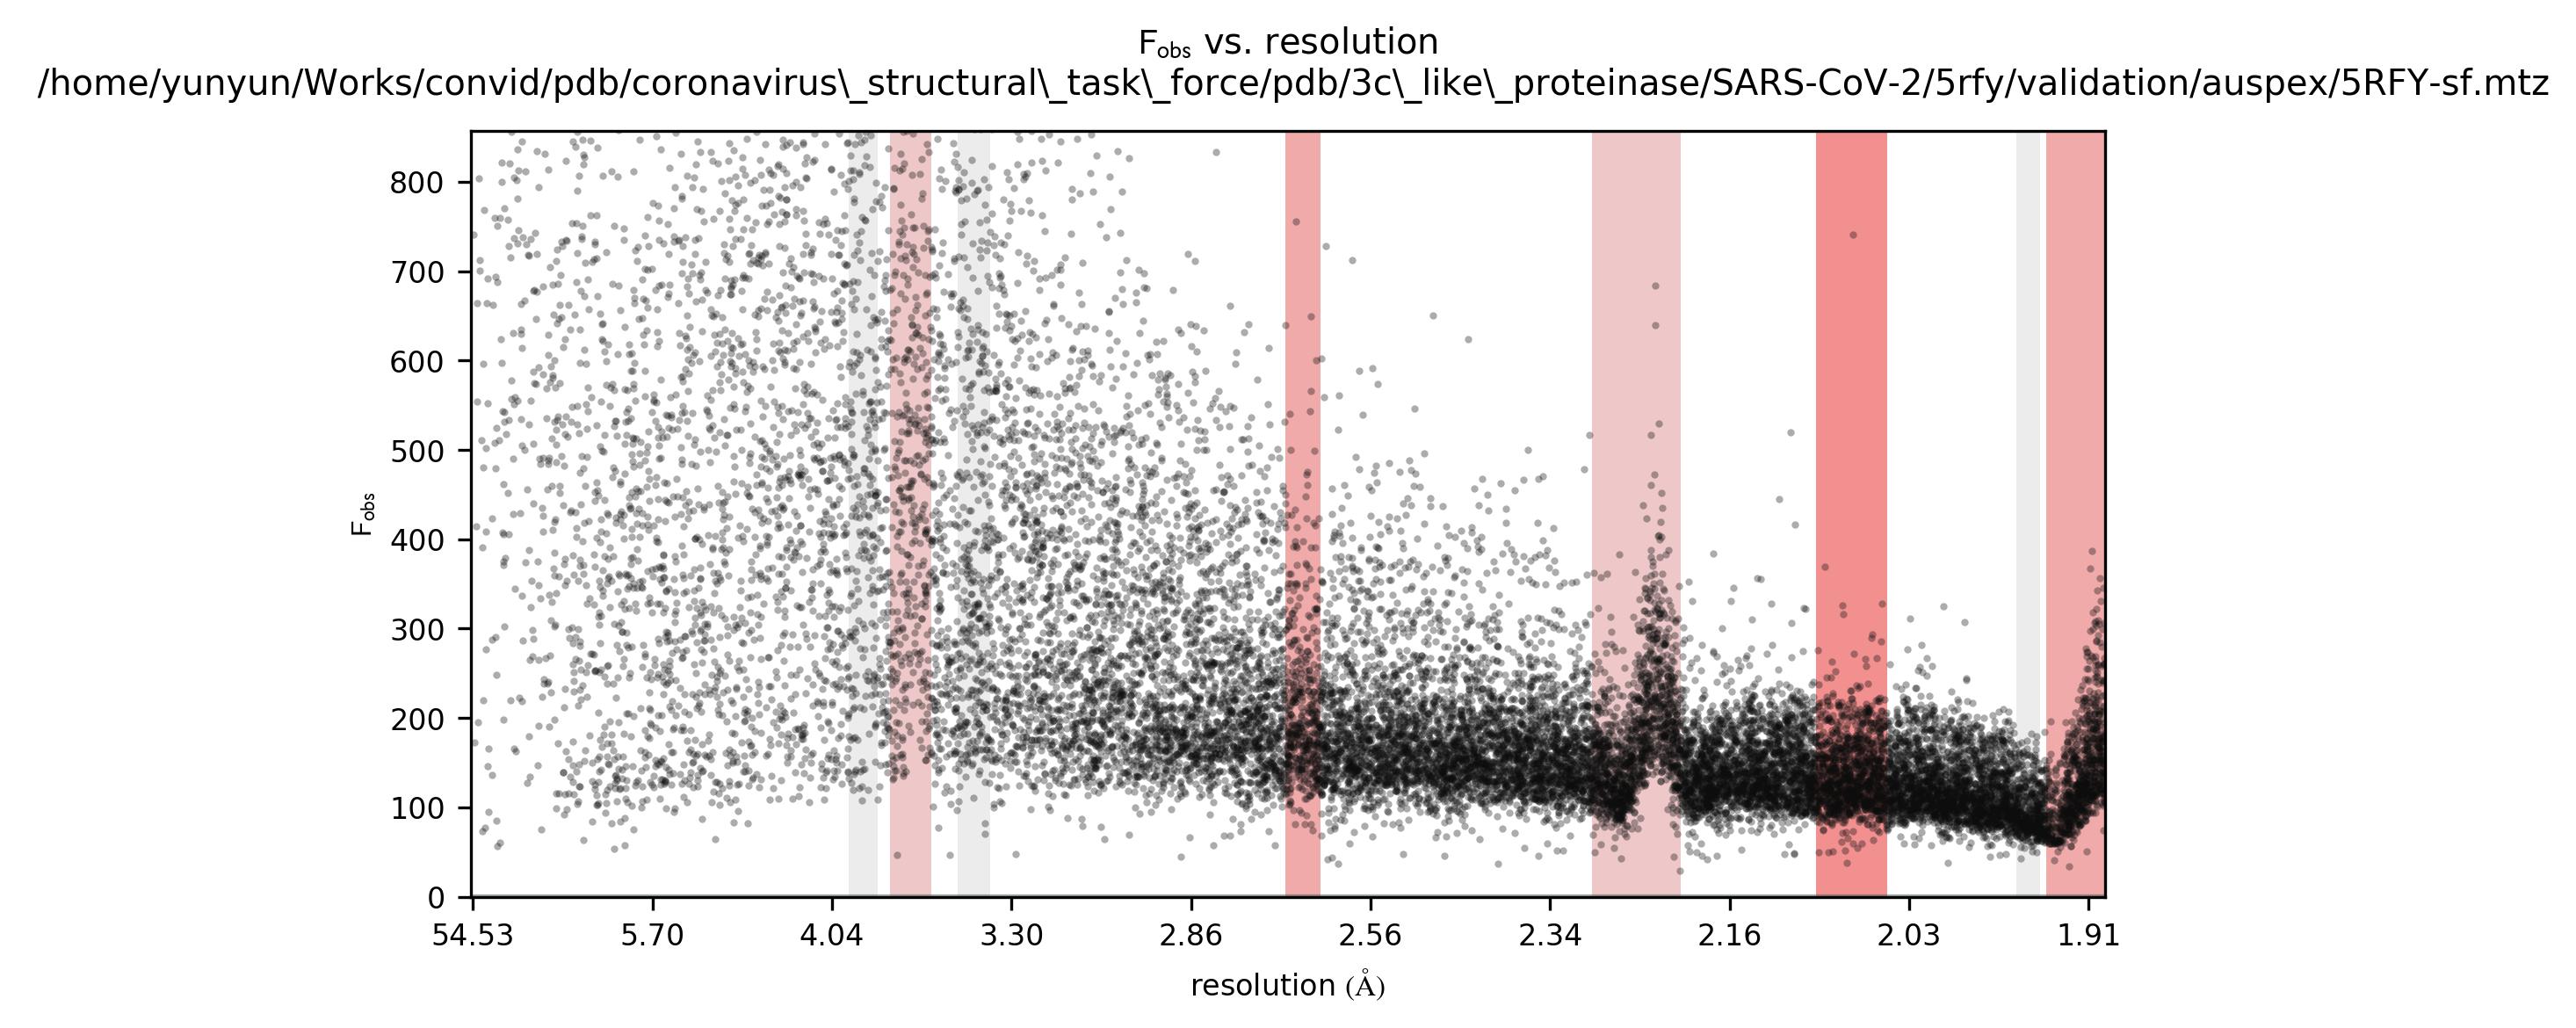 Fobs vs. resolution
/home/yunyun/Works/convid/pdb/coronavirus\_structural\_task\_force/pdb/3c\_like\_proteinase/SARS-CoV-2/5rfy/validation/auspex/5RFY-sf.mtz
800
700
600
500
400
300
200
100
0
Fobs
54.53 5.70 4.04 3.30 2.86 2.56 2.34 2.16 2.03 1.91
resolution (Å)